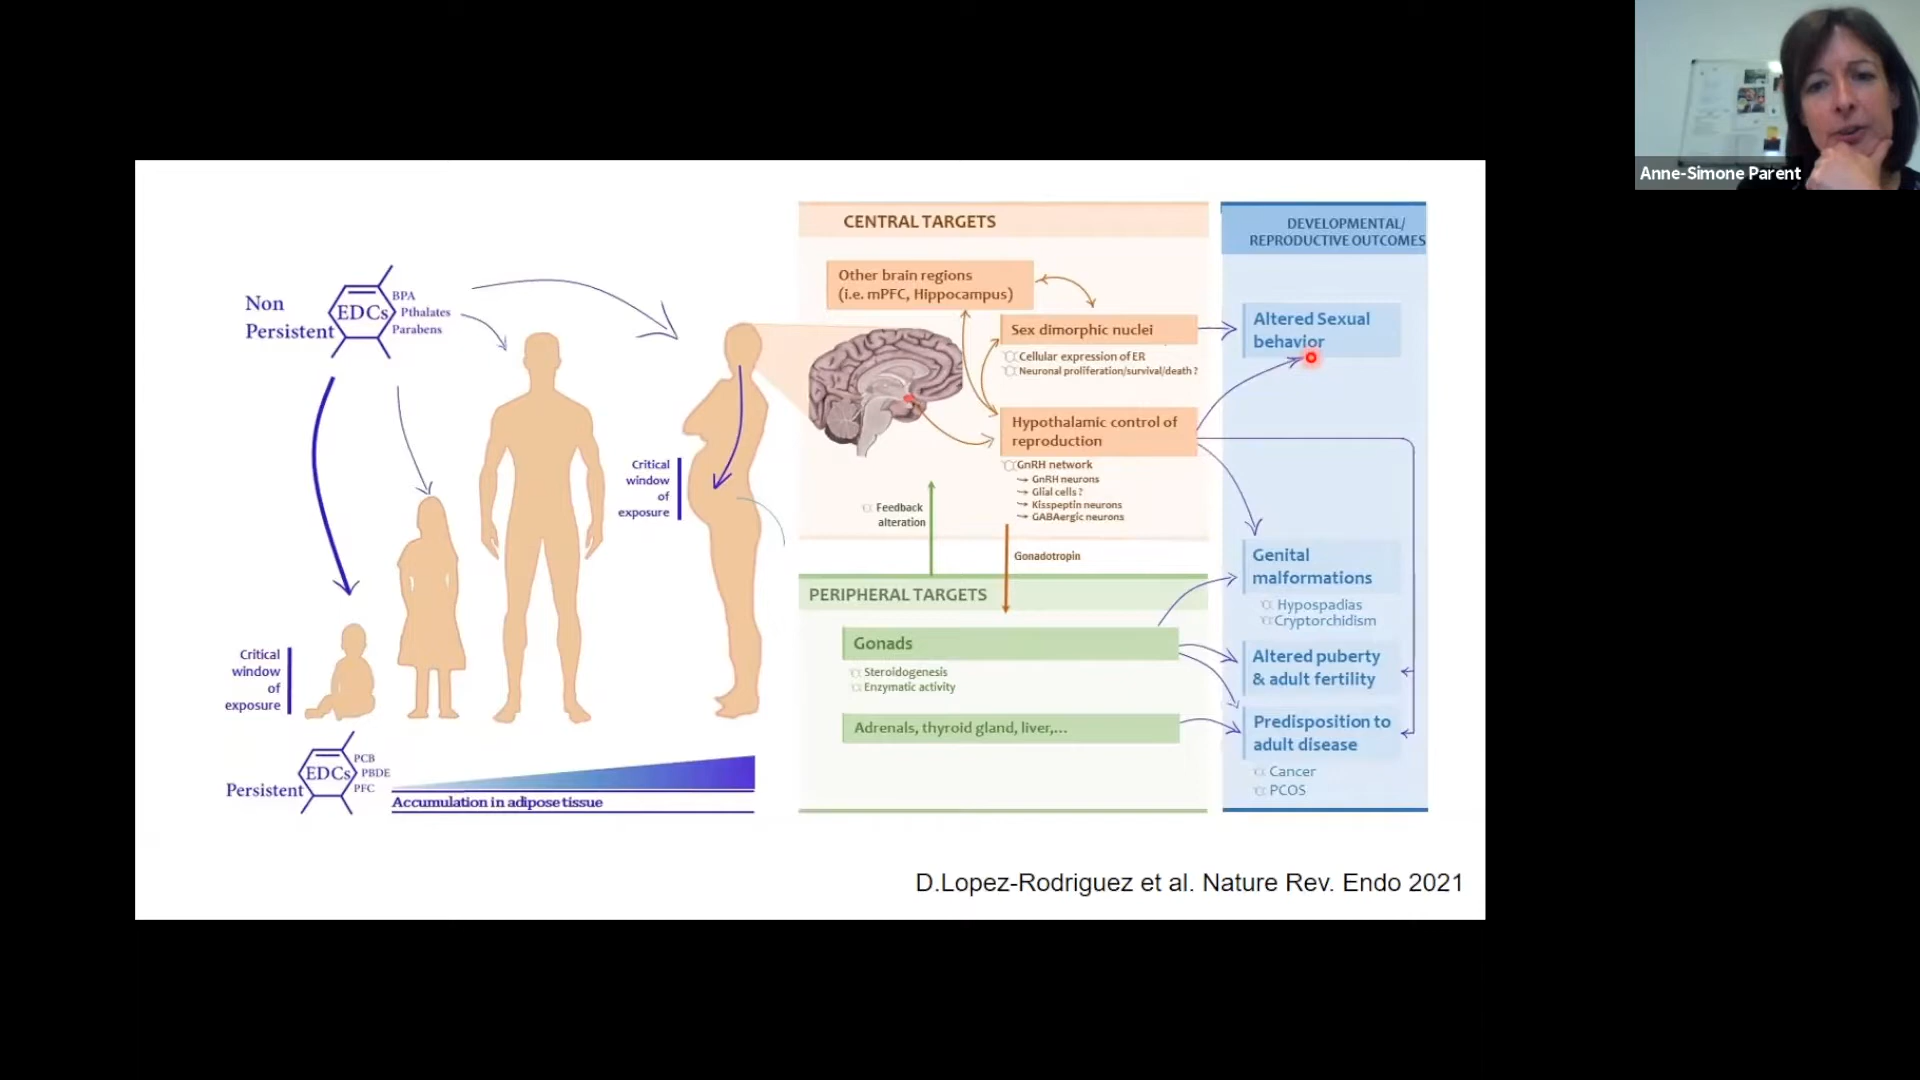 Anne-Simone Parent
Non
Persistent
EDCs
BPA
Pthalates
Parabens
Critical
window
of
exposure
Critical
window
of
exposure
Persistent
EDCs
PCB
PBDE
PFC
Accumulation in adipose tissue
CENTRAL TARGETS
Other brain regions
(i.e. mPFC, Hippocampus)
Sex dimorphic nuclei
Cellular expression of ER
Neuronal proliferation/survival/death ?
Hypothalamic control of
reproduction
GnRH network
GnRH neurons
Glial cells ?
Kisspeptin neurons
GABAergic neurons
Feedback
alteration
Gonadotropin
PERIPHERAL TARGETS
Gonads
Steroidogenesis
Enzymatic activity
Adrenals, thyroid gland, liver,...
DEVELOPMENTAL/
REPRODUCTIVE OUTCOMES
Altered Sexual
behavior
Genital
malformations
Hypospadias
Cryptorchidism
Altered puberty
& adult fertility
Predisposition to
adult disease
Cancer
PCOS
D.Lopez-Rodriguez et al. Nature Rev. Endo 2021